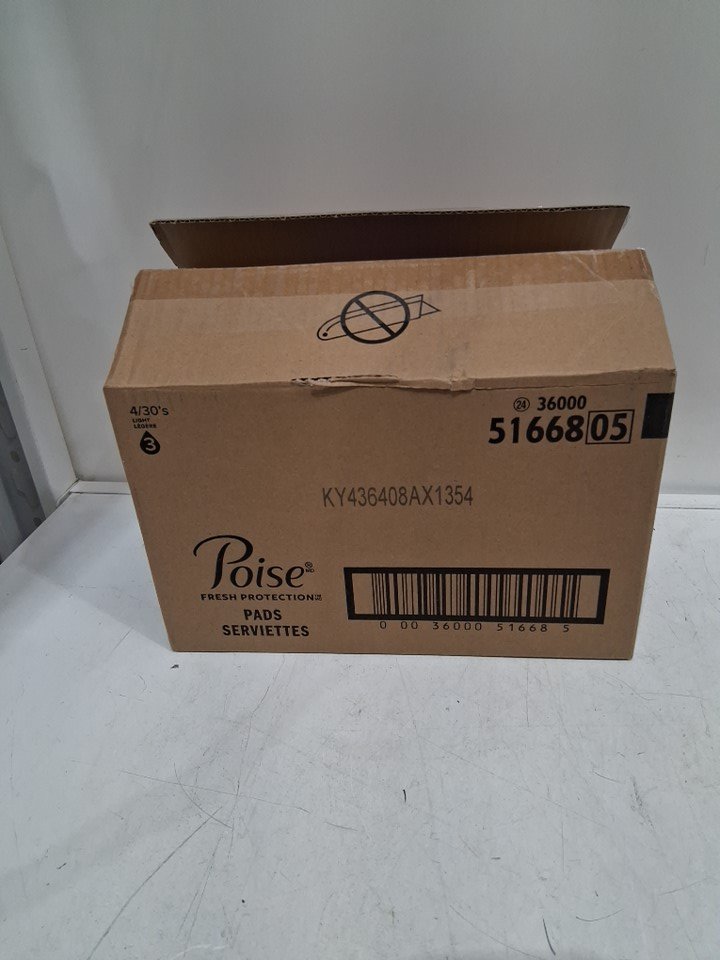 4/30's
LIGHT
LÉGÈRE
3
24 36000
51668 05
KY436408AX1354
Poise® MD
FRESH PROTECTION
PADS
SERVIETTES
0 00 36000 51668 5